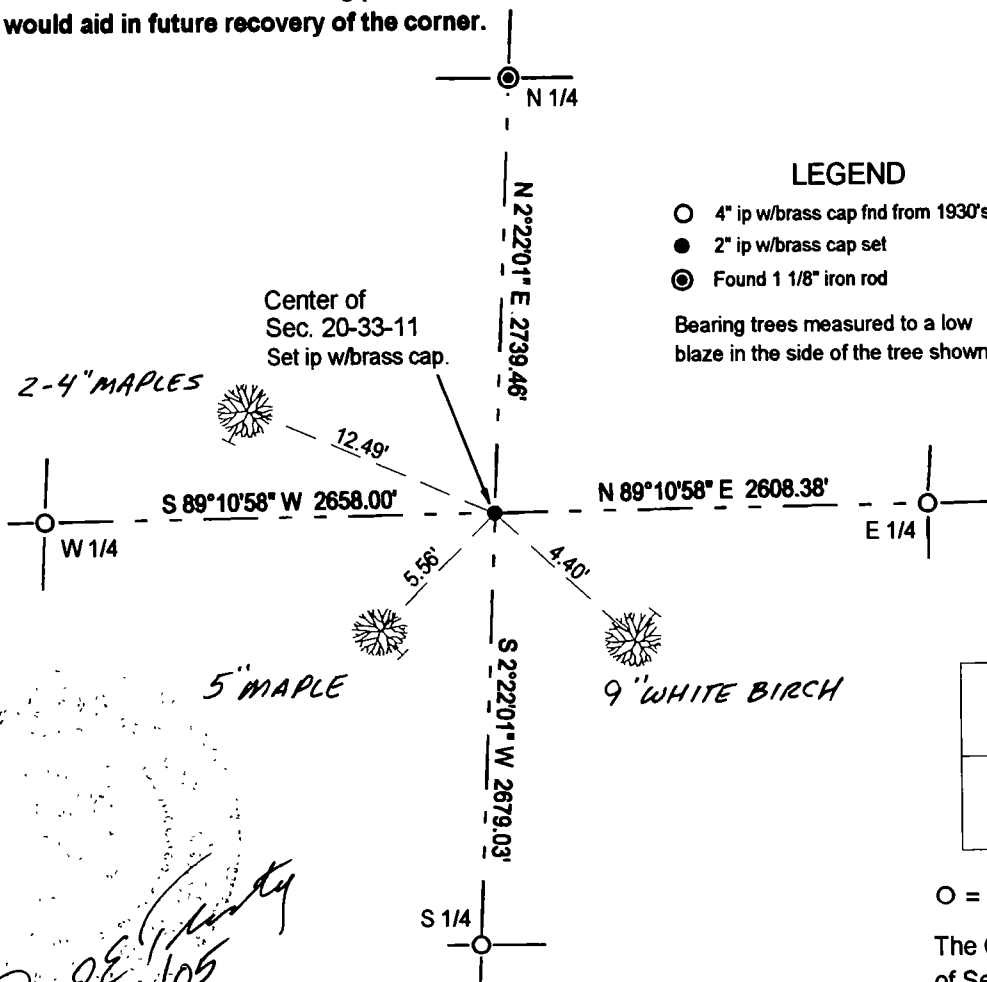 would aid in future recovery of the corner.
N 1/4
LEGEND
4" ip w/brass cap fnd from 1930's
2" ip w/brass cap set
Found 1 1/8" iron rod
Bearing trees measured to a low
blaze in the side of the tree shown
N 2°22'01" E 2739.46'
Center of
Sec. 20-33-11
Set ip w/brass cap.
2-4" MAPLES
12.49'
S 89°10'58" W 2658.00'
N 89°10'58" E 2608.38'
W 1/4
E 1/4
5.56'
4.40'
5" MAPLE
9" WHITE BIRCH
S 2°22'01" W 2679.03'
S 1/4
O =
The
of